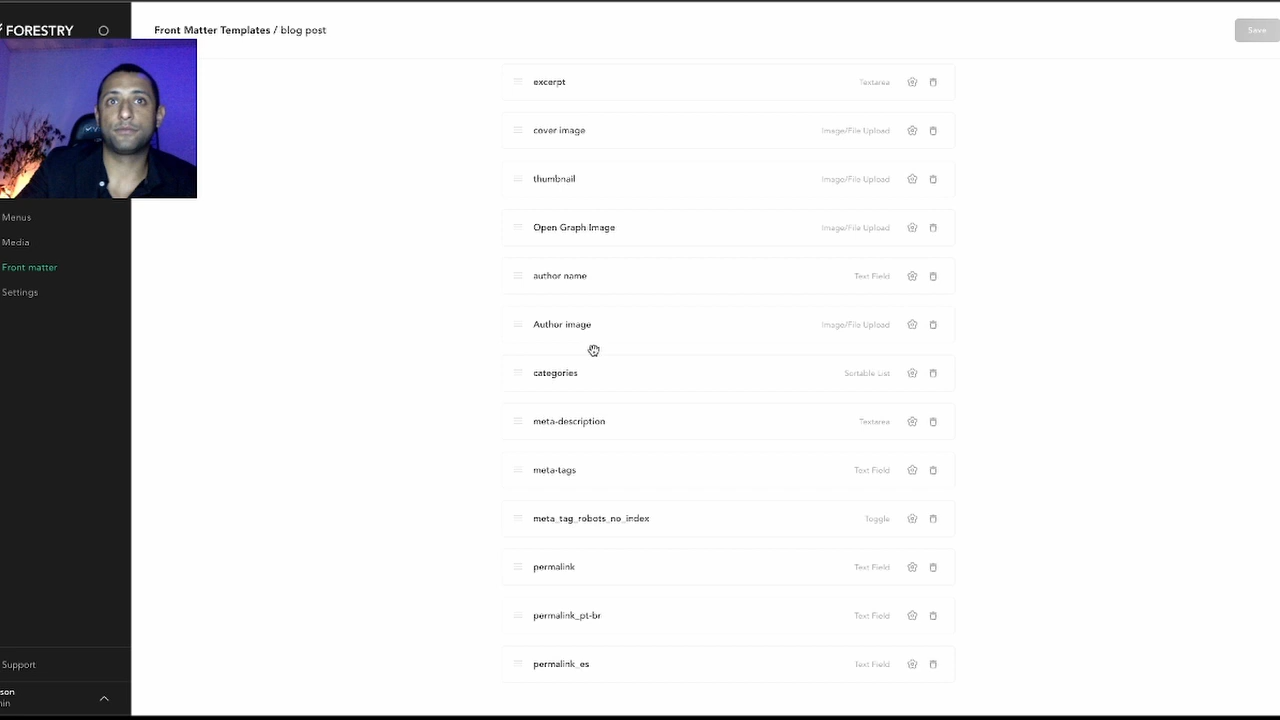 FORESTRY
Front Matter Templates / blog post
Save
Menus
Media
Front matter
Settings
excerpt Textarea
cover image Image/File Upload
thumbnail Image/File Upload
Open Graph Image Image/File Upload
author name Text Field
Author image Image/File Upload
categories Sortable List
meta-description Textarea
meta-tags Text Field
meta_tag_robots_no_index Toggle
permalink Text Field
permalink_pt-br Text Field
permalink_es Text Field
Support
son
in